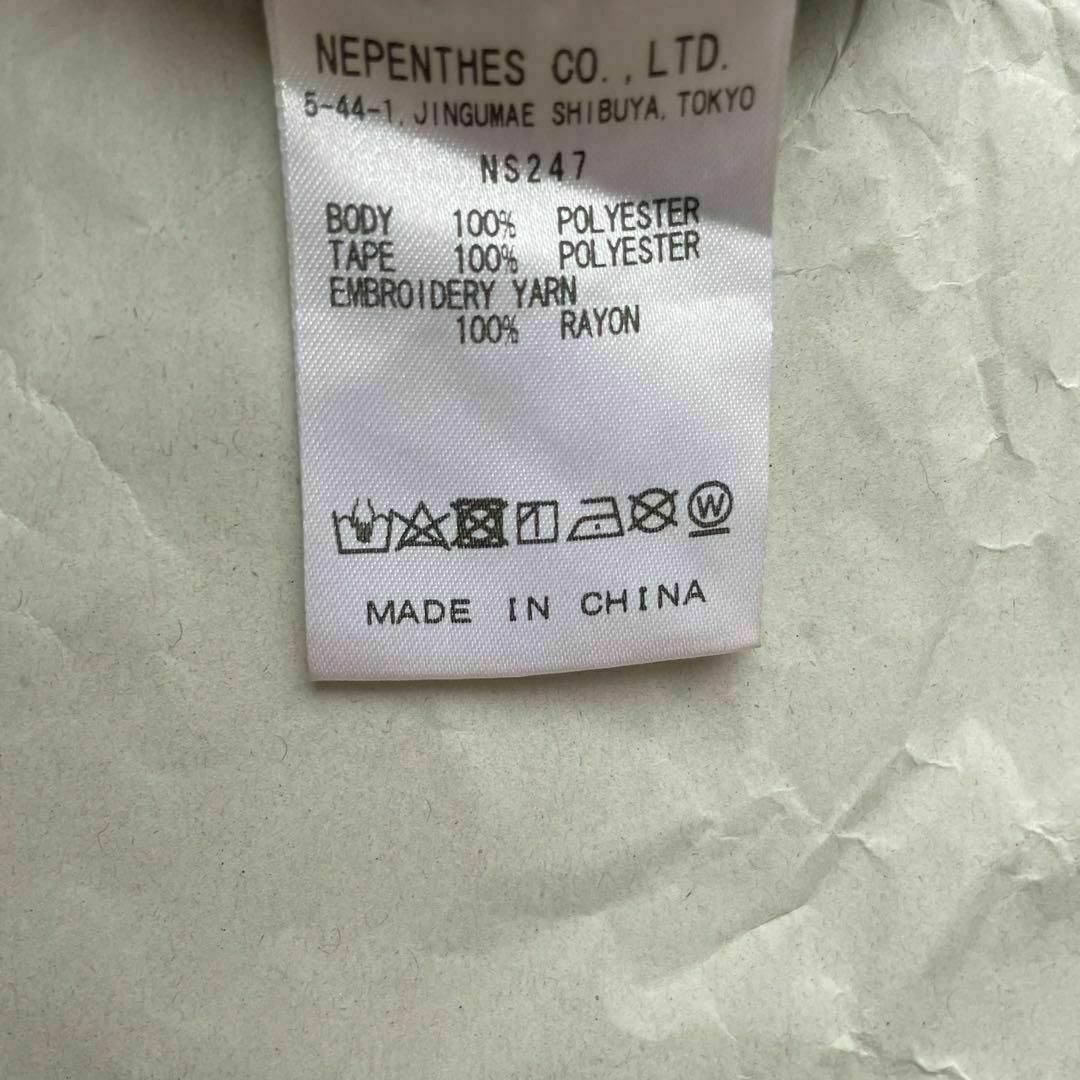 NEPENTHES CO., LTD.
5-44-1, JINGUMAE SHIBUYA, TOKYO
NS247
BODY 100% POLYESTER
TAPE 100% POLYESTER
EMBROIDERY YARN
100% RAYON
W
MADE IN CHINA